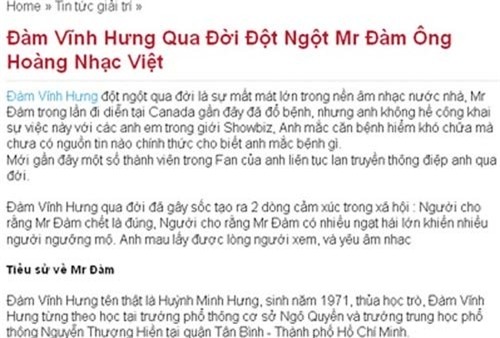 Home » Tin tức giải trí »
Đàm Vĩnh Hưng Qua Đời Đột Ngột Mr Đàm Ông
Hoàng Nhạc Việt
Đàm Vĩnh Hưng đột ngột qua đời là sự mất mát lớn trong nền âm nhạc nước nhà, Mr
Đàm trong lần đi diễn tại Canada gần đây đã đổ bệnh, nhưng anh không hề công khai
sự việc này với các anh em trong giới Showbiz, Anh mắc căn bệnh hiểm khó chữa mà
chưa có nguồn tin nào chính thức cho biết anh mắc bệnh gì.
Mới gần đây một số thành viên trong Fan của anh liên tục lan truyền thông điệp anh qua
đời.
Đàm Vĩnh Hưng qua đời đã gây sốc tạo ra 2 dòng cảm xúc trong xã hội : Người cho
rằng Mr Đàm chết là đúng, Người cho rằng Mr Đàm có nhiều ngạt hái lớn khiến nhiều
người ngưỡng mộ. Anh mau lấy được lòng người xem, và yêu âm nhạc
Tiểu sử về Mr Đàm
Đàm Vĩnh Hưng tên thật là Huỳnh Minh Hưng, sinh năm 1971, thủa học trò, Đàm Vĩnh
Hưng từng theo học tại trường phổ thông cơ sở Ngô Quyền và trường trung học phổ
thông Nguyễn Thượng Hiền tại quận Tân Bình - Thành phố Hồ Chí Minh.